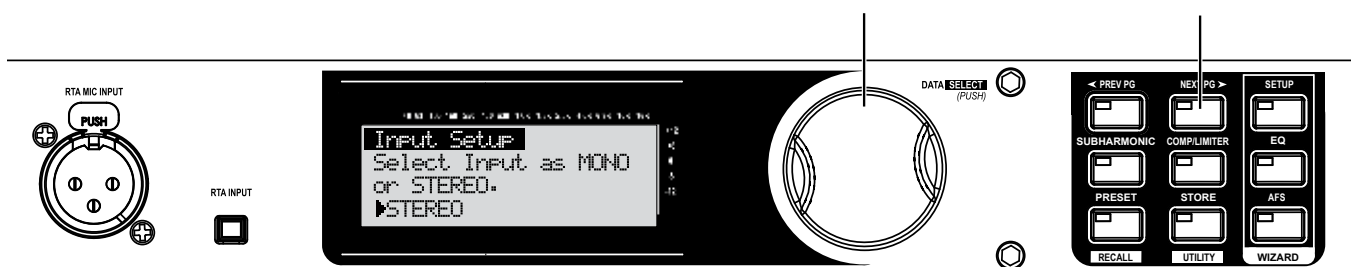 RTA MIC INPUT
PUSH
RTA INPUT
Input Setup
Select Input as MONO
or STEREO.
▶STEREO
DATA SELECT
(PUSH)
< PREV PG
NEXT PG >
SETUP
SUBHARMONIC
COMP/LIMITER
EQ
PRESET
STORE
AFS
RECALL
UTILITY
WIZARD